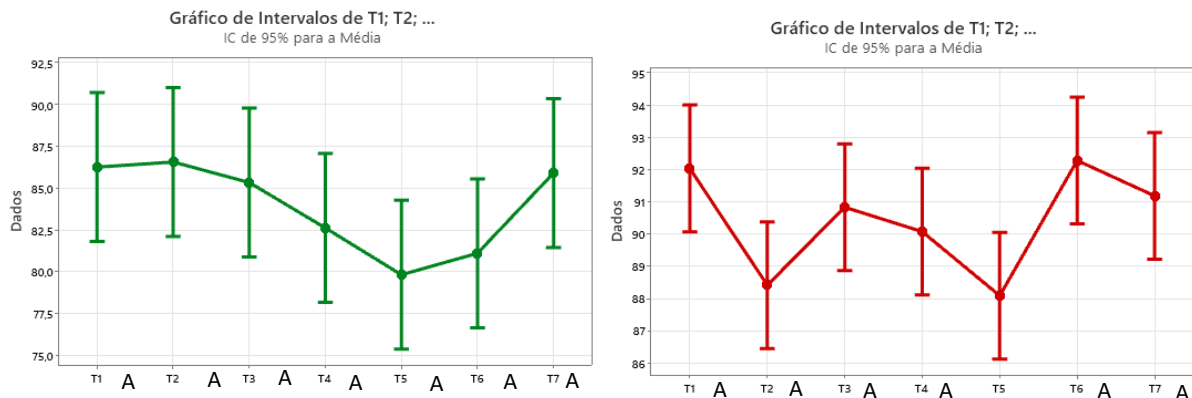 Gráfico de Intervalos de T1; T2; ...
IC de 95% para a Média
Dados
92,5
90,0
87,5
85,0
82,5
80,0
77,5
75,0
T1 A T2 A T3 A T4 A T5 A T6 A T7 A
Gráfico de Intervalos de T1; T2; ...
IC de 95% para a Média
Dados
95
94
93
92
91
90
89
88
87
86
T1 A T2 A T3 A T4 A T5 T6 A T7 A